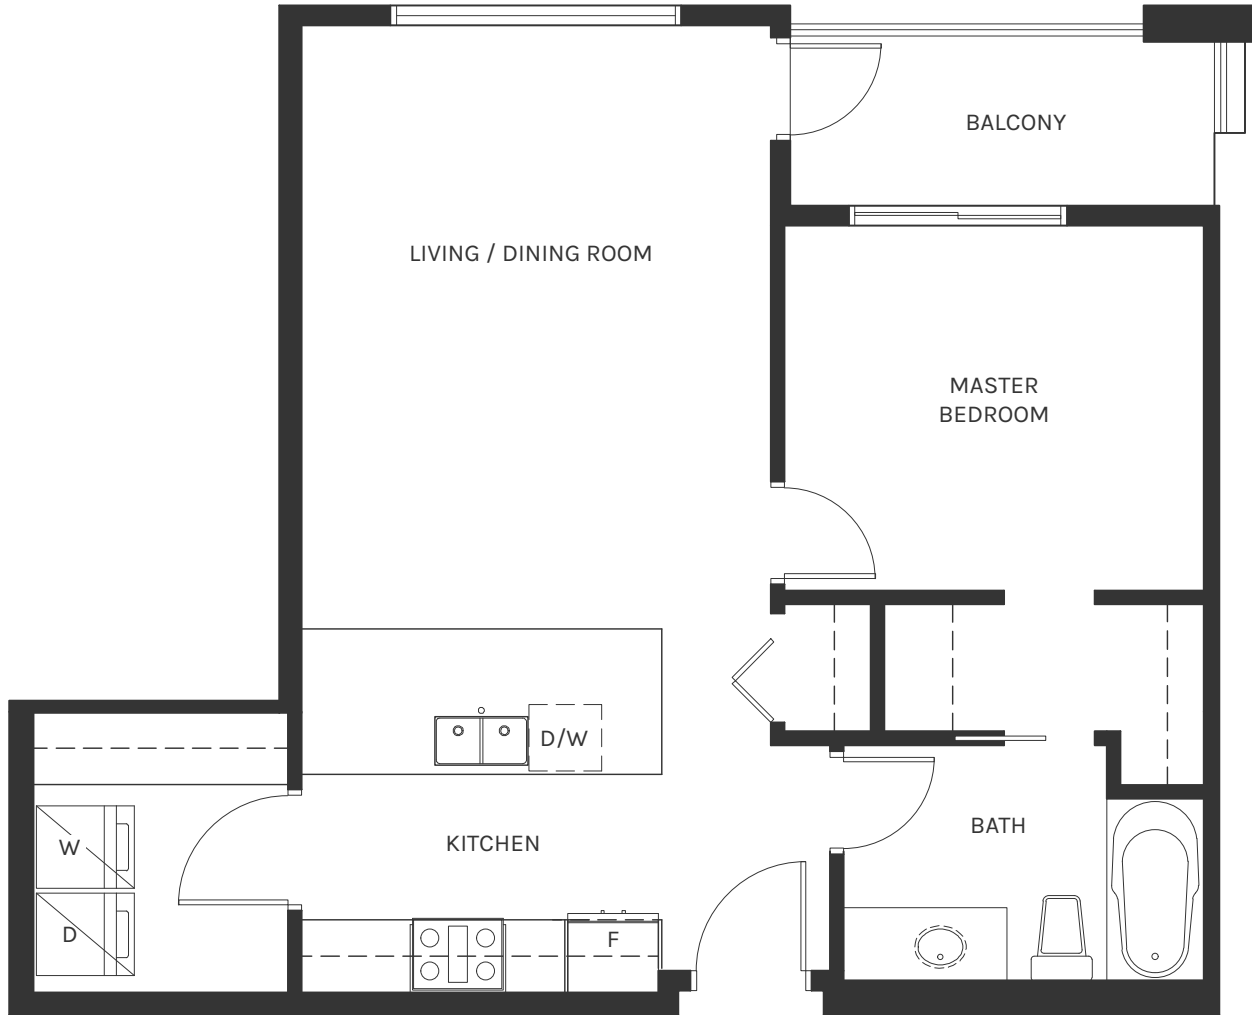 BALCONY
LIVING / DINING ROOM
MASTER
BEDROOM
D/W
KITCHEN
BATH
W
D
F